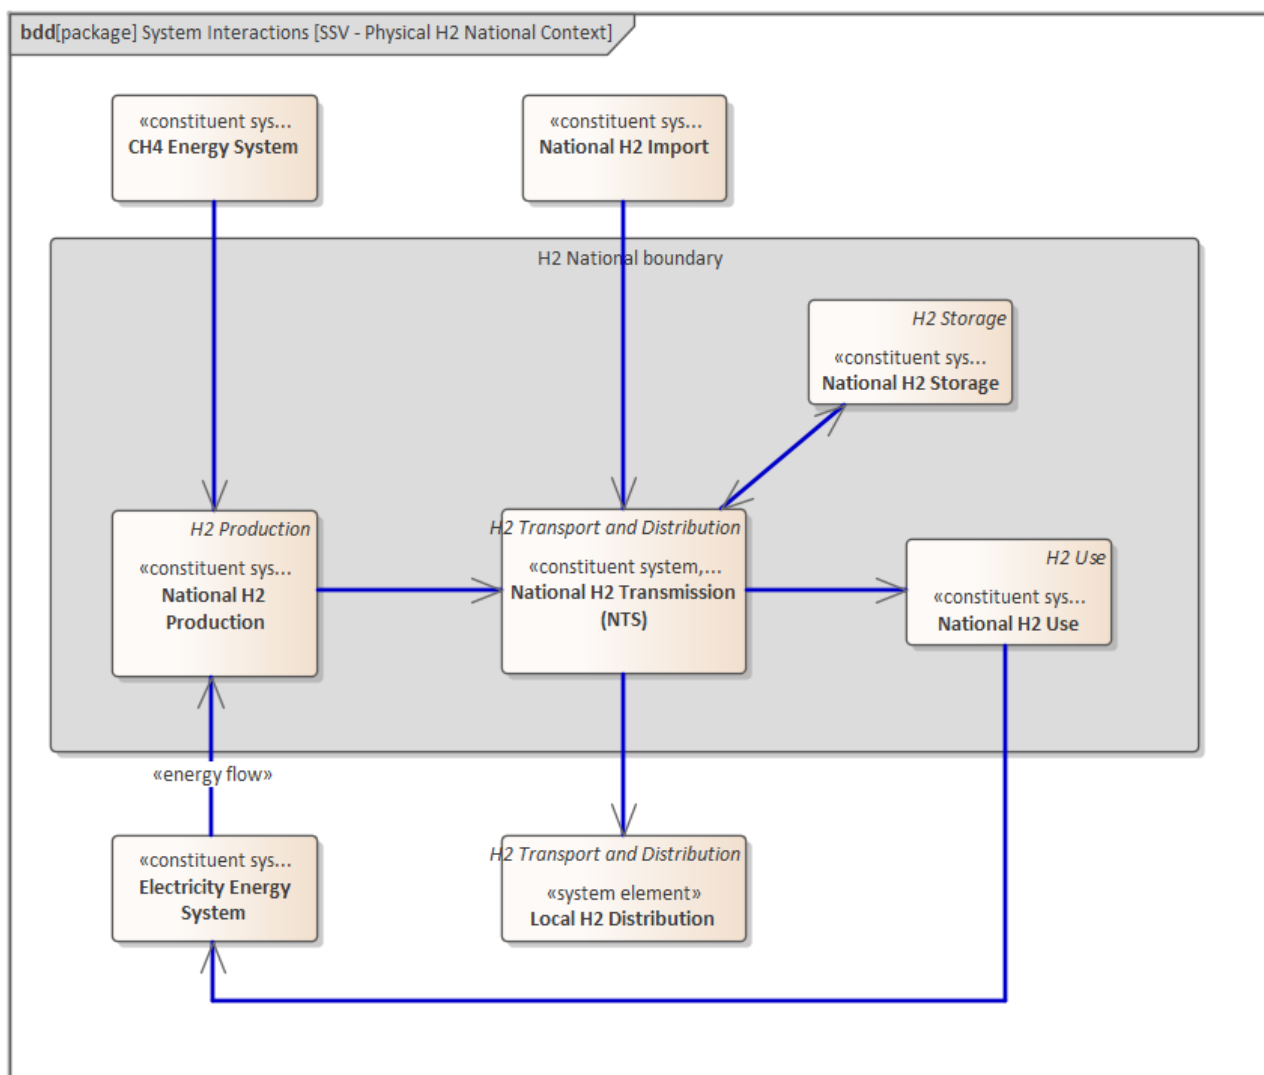 bdd[package] System Interactions [SSV - Physical H2 National Context]
«constituent sys...
CH4 Energy System
«constituent sys...
National H2 Import
H2 National boundary
H2 Storage
«constituent sys...
National H2 Storage
H2 Production
«constituent sys...
National H2
Production
H2 Transport and Distribution
«constituent system,...
National H2 Transmission
(NTS)
H2 Use
«constituent sys...
National H2 Use
«energy flow»
«constituent sys...
Electricity Energy
System
H2 Transport and Distribution
«system element»
Local H2 Distribution